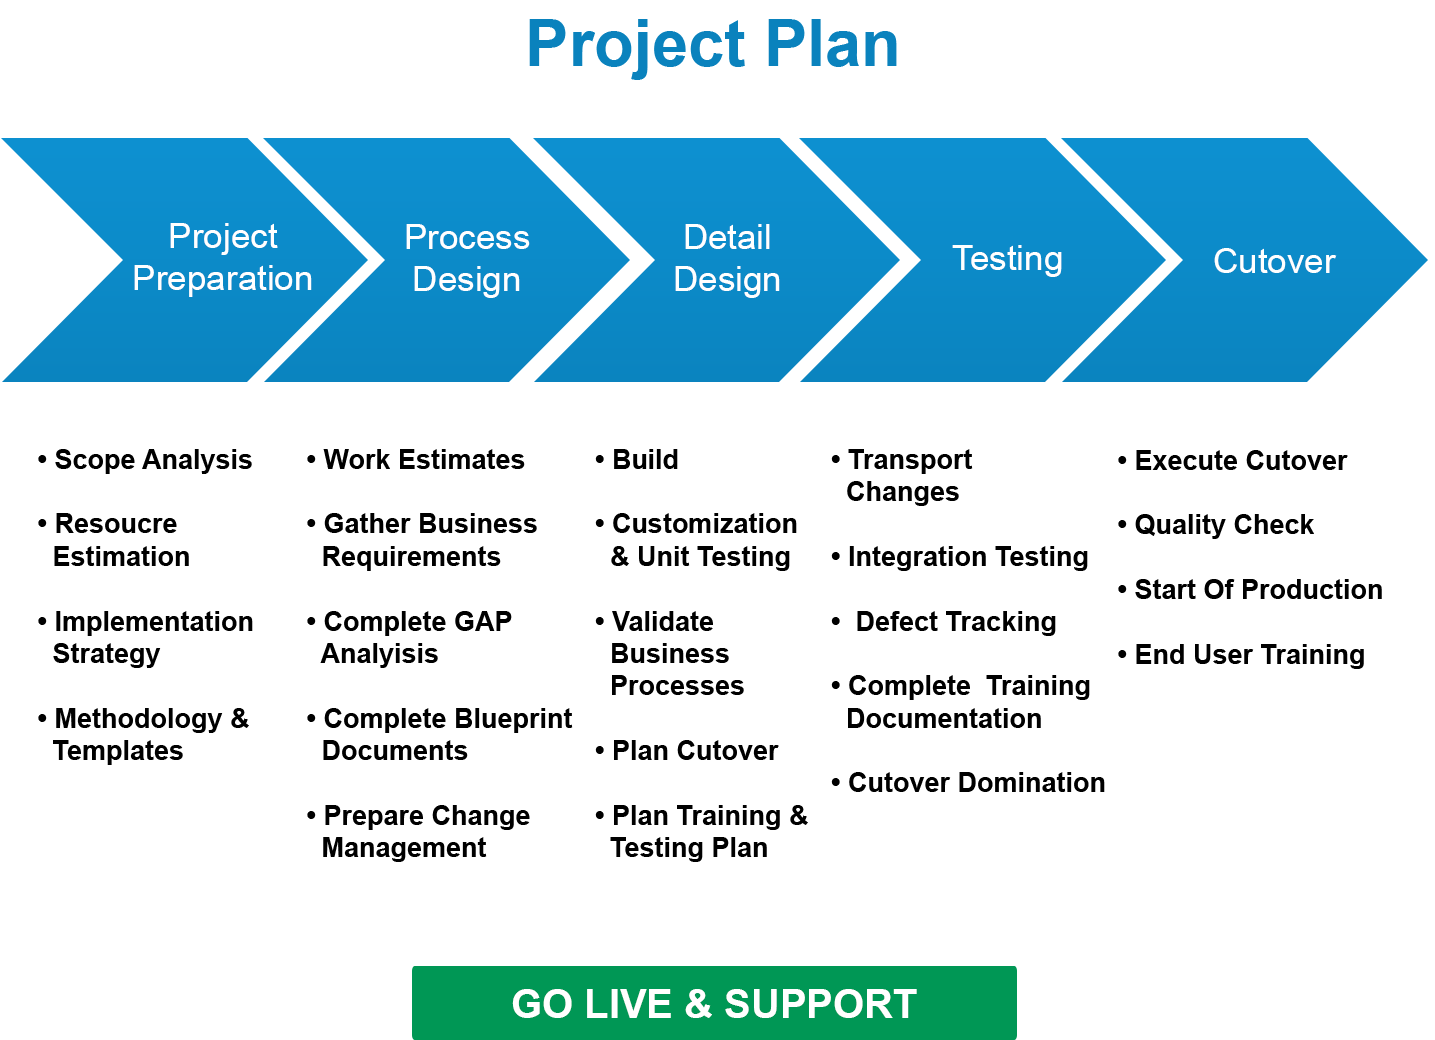 Project Plan
Project
Preparation
Process
Design
Detail
Design
Testing
Cutover
• Scope Analysis
• Resoucre
Estimation
• Implementation
Strategy
• Methodology &
Templates
• Work Estimates
• Gather Business
Requirements
• Complete GAP
Analyisis
• Complete Blueprint
Documents
• Prepare Change
Management
• Build
• Customization
& Unit Testing
• Validate
Business
Processes
• Plan Cutover
• Plan Training &
Testing Plan
• Transport
Changes
• Integration Testing
• Defect Tracking
• Complete Training
Documentation
• Cutover Domination
• Execute Cutover
• Quality Check
• Start Of Production
• End User Training
GO LIVE & SUPPORT